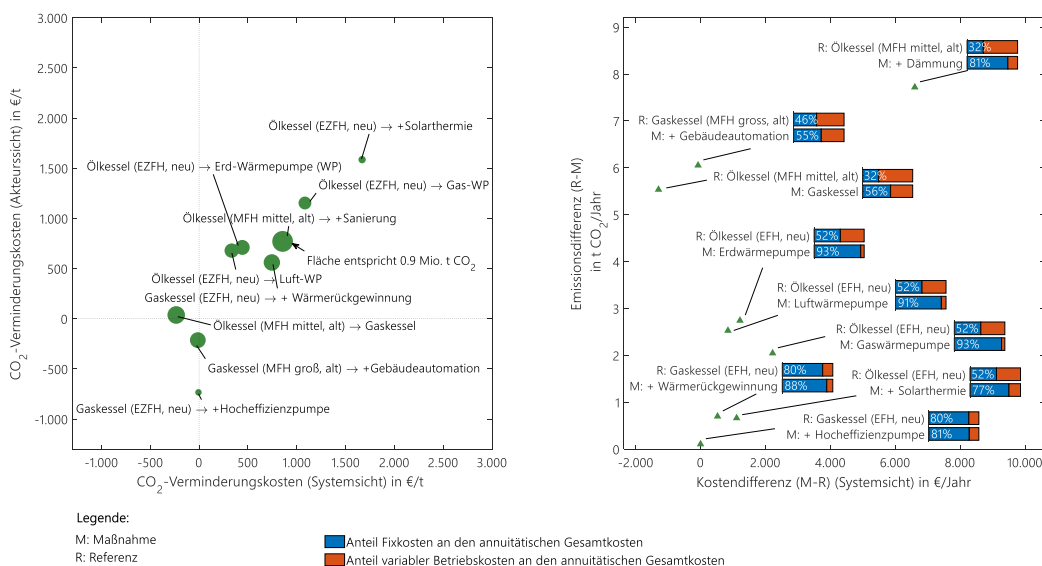 CO2-Verminderungskosten (Akteurssicht) in €/t
3.000
2.500
2.000
1.500
1.000
500
0
-500
-1.000
-1.000
-500
0
500
1.000
1.500
2.000
2.500
3.000
CO2-Verminderungskosten (Systemsicht) in €/t
Ölkessel (EZFH, neu) → +Solarthermie
Ölkessel (EZFH, neu) → Erd-Wärmepumpe (WP)
Ölkessel (EZFH, neu) → Gas-WP
Ölkessel (MFH mittel, alt) → +Sanierung
Fläche entspricht 0.9 Mio. t CO2
Ölkessel (EZFH, neu) → Luft-WP
Gaskessel (EZFH, neu) → + Wärmerückgewinnung
Ölkessel (MFH mittel, alt) → Gaskessel
Gaskessel (MFH groß, alt) → +Gebäudeautomation
Gaskessel (EZFH, neu) → +Hocheffizienzpumpe
Emissionsdifferenz (R-M)
in t CO2/Jahr
9
8
7
6
5
4
3
2
1
0
-2.000
0
2.000
4.000
6.000
8.000
10.000
Kostendifferenz (M-R) (Systemsicht) in €/Jahr
R: Ölkessel (MFH mittel, alt) 32%
M: + Dämmung 81%
R: Gaskessel (MFH gross, alt) 46%
M: + Gebäudeautomation 55%
R: Ölkessel (MFH mittel, alt) 32%
M: Gaskessel 56%
R: Ölkessel (EFH, neu) 52%
M: Erdwärmepumpe 93%
R: Ölkessel (EFH, neu) 52%
M: Luftwärmepumpe 91%
R: Ölkessel (EFH, neu) 52%
M: Gaswärmepumpe 93%
R: Gaskessel (EFH, neu) 80%
M: + Wärmerückgewinnung 88%
R: Ölkessel (EFH, neu) 52%
M: + Solarthermie 77%
R: Gaskessel (EFH, neu) 80%
M: + Hocheffizienzpumpe 81%
Legende:
M: Maßnahme
R: Referenz
Anteil Fixkosten an den annuitätischen Gesamtkosten
Anteil variabler Betriebskosten an den annuitätischen Gesamtkosten